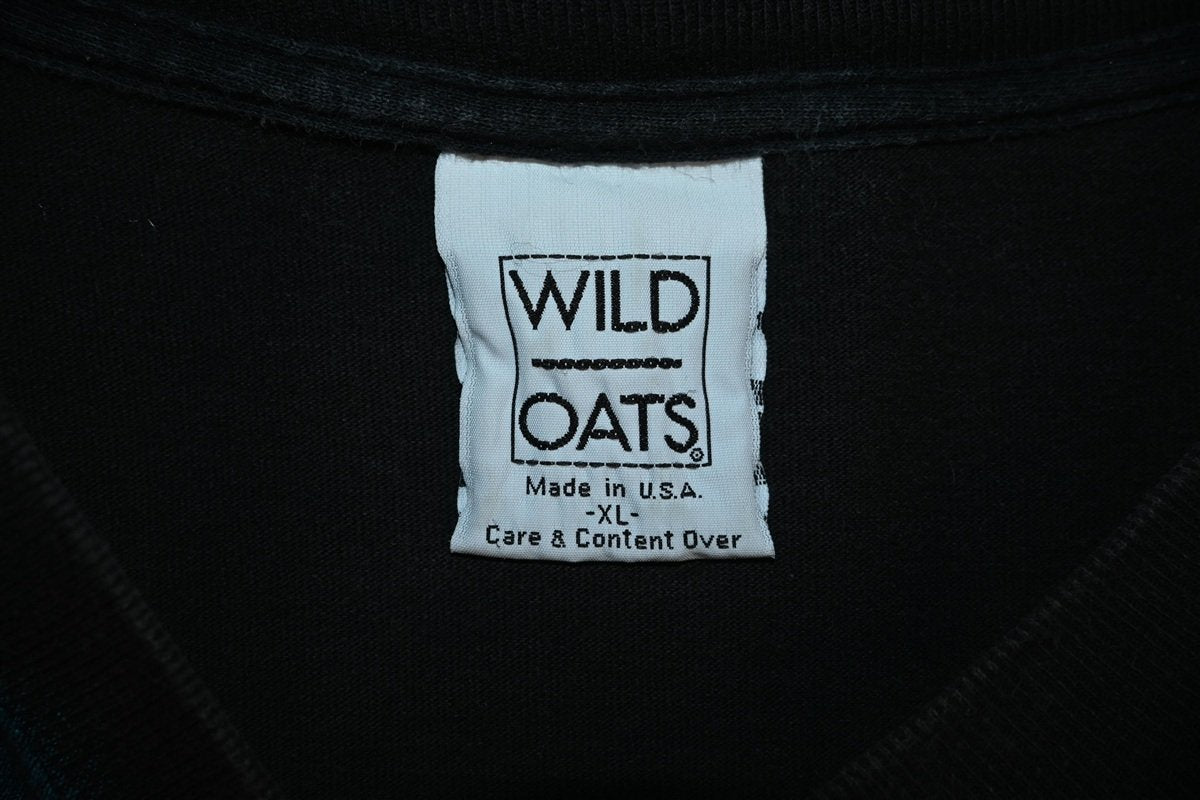 WILD
OATS®
Made in U.S.A.
-XL-
Care & Content Over